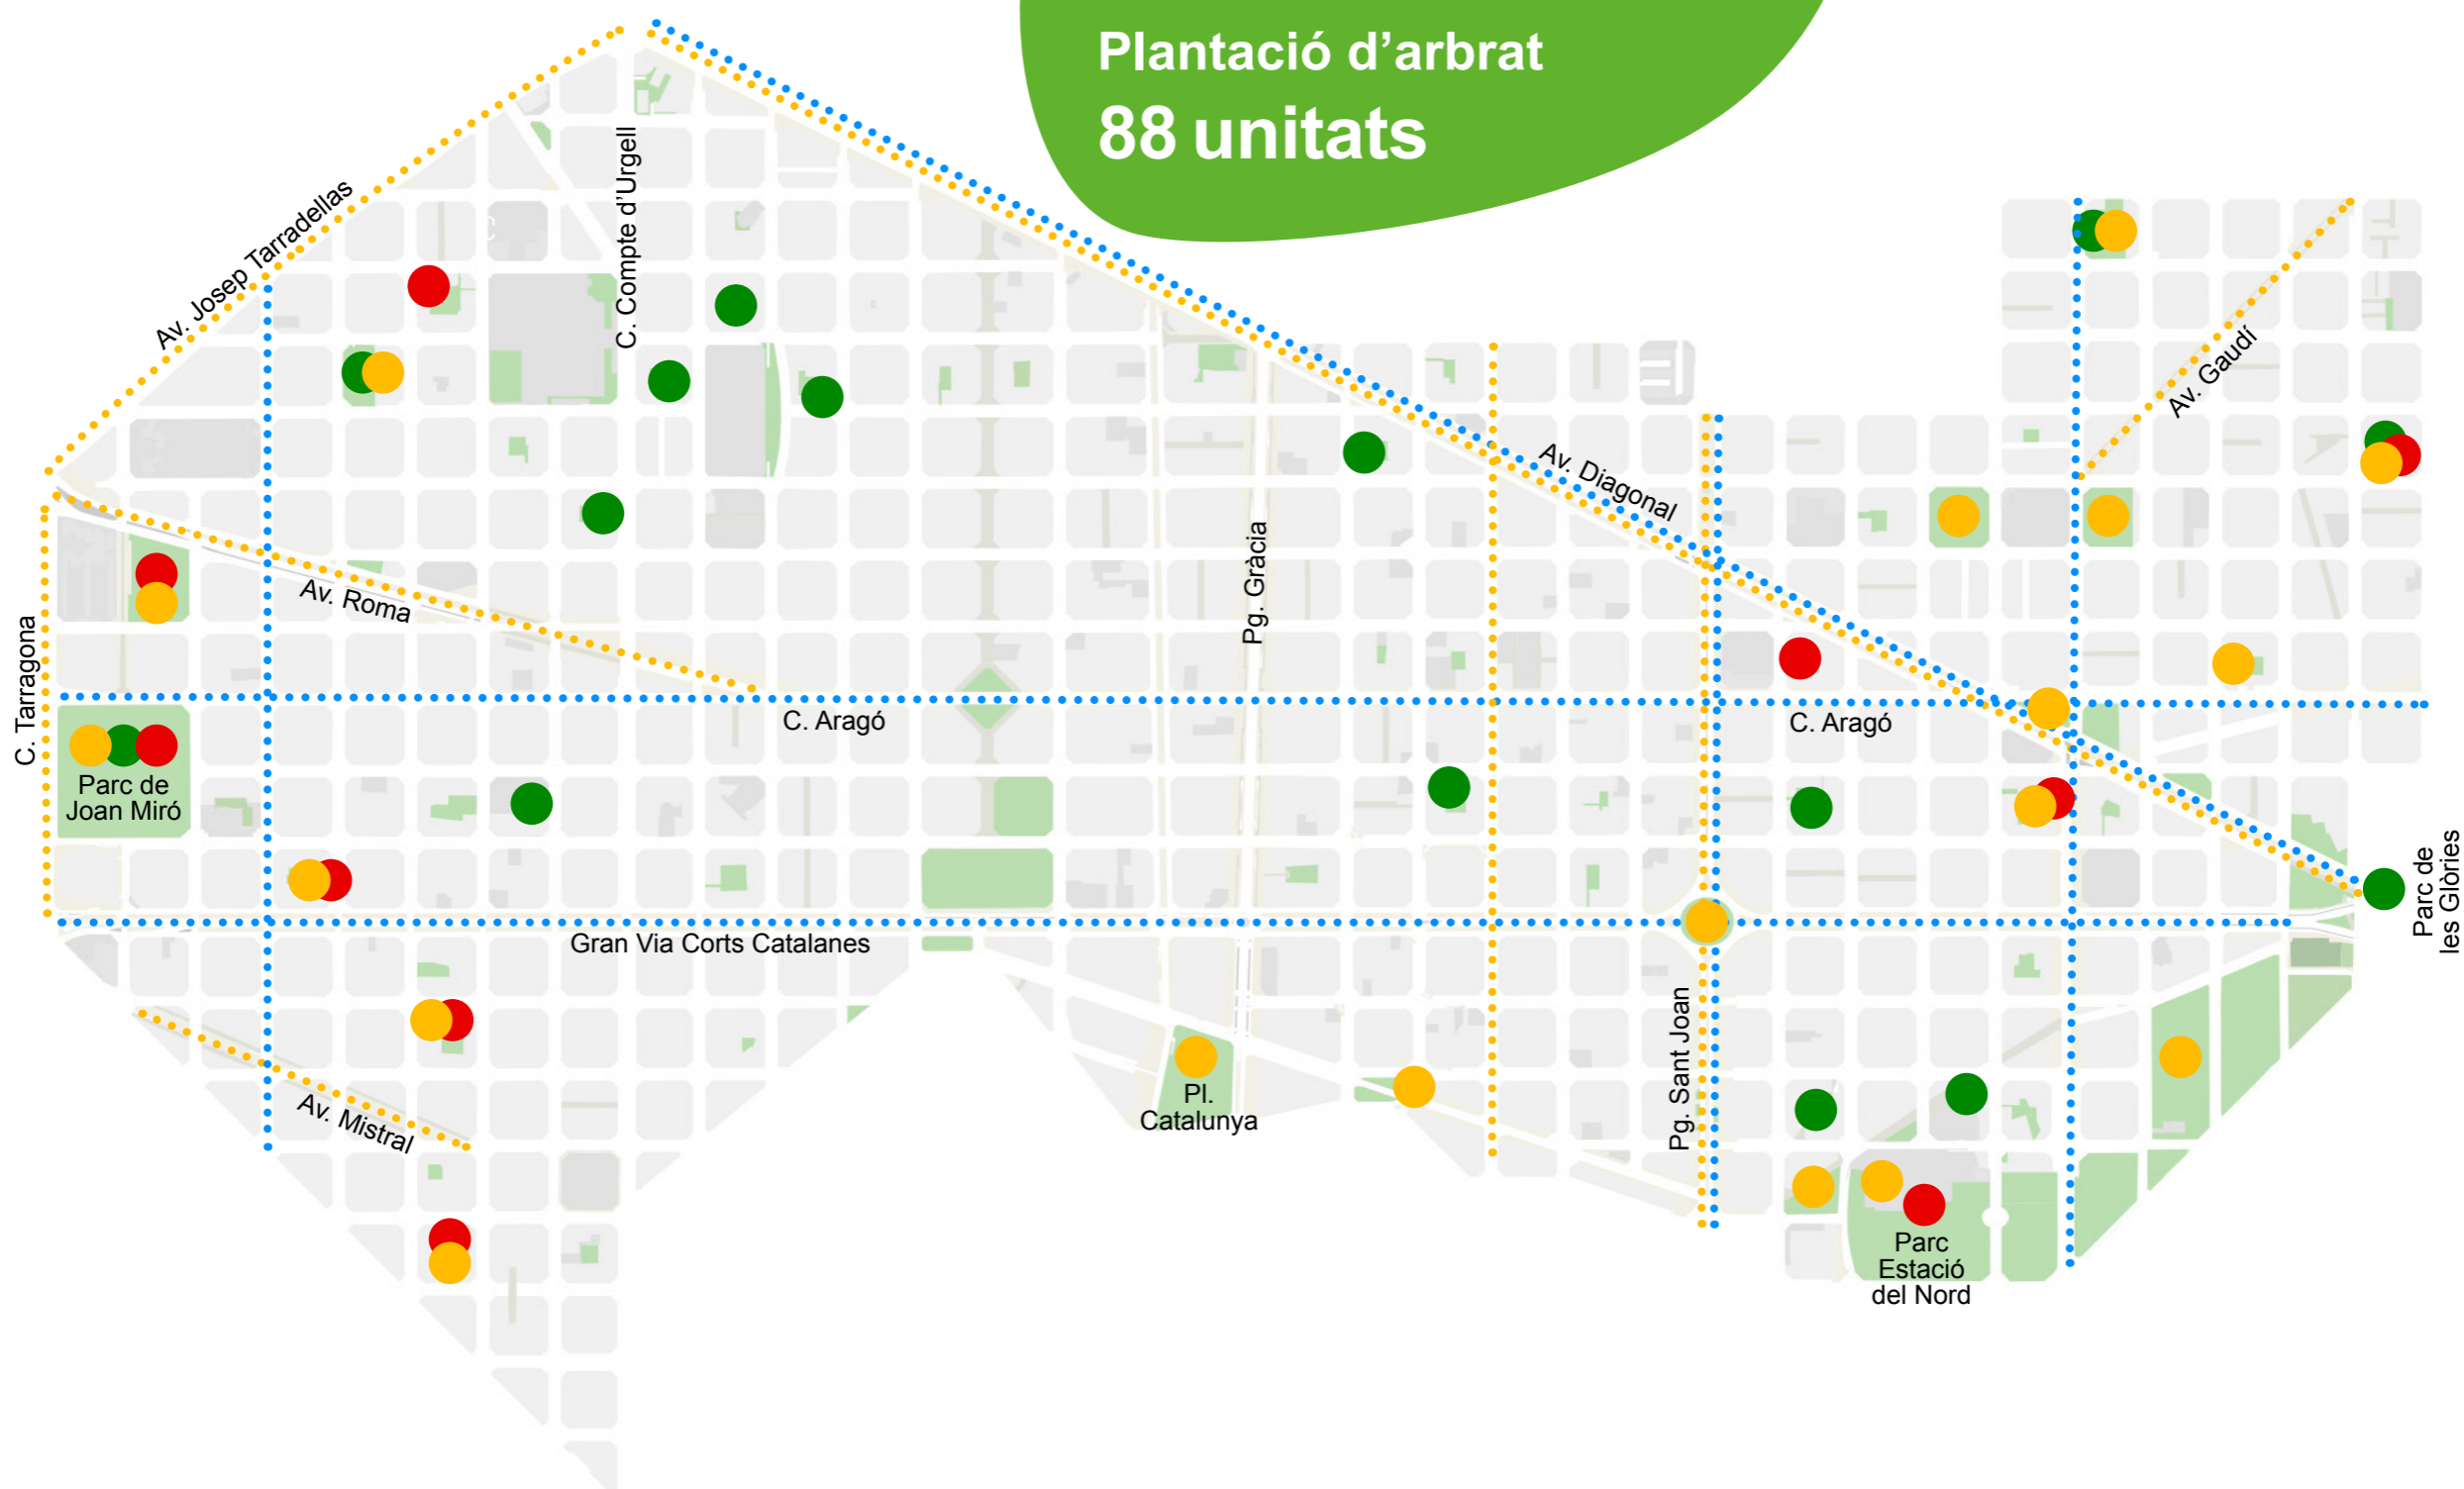 Plantació d’arbrat
88 unitats
Av. Josep Tarradellas
C. Compte d’Urgell
Av. Gaudí
Av. Diagonal
Pg. Gràcia
Av. Roma
C. Tarragona
C. Aragó
C. Aragó
Parc de
Joan Miró
Parc de
les Glòries
Gran Via Corts Catalanes
Pg. Sant Joan
Av. Mistral
Pl.
Catalunya
Parc
Estació
del Nord